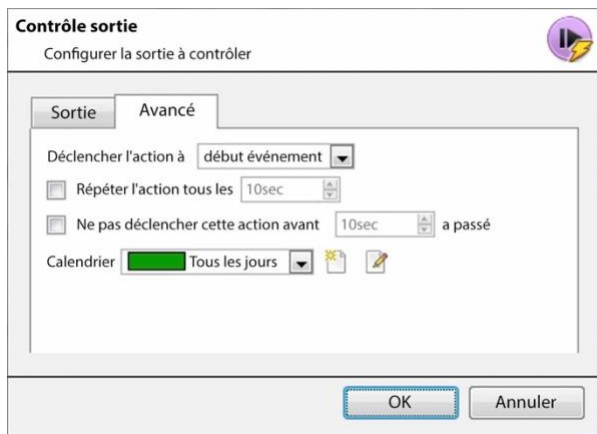 Contrôle sortie
Configurer la sortie à contrôler
Sortie Avancé
Déclencher l'action à début événement
Répéter l'action tous les 10sec
Ne pas déclencher cette action avant 10sec a passé
Calendrier Tous les jours
OK Annuler